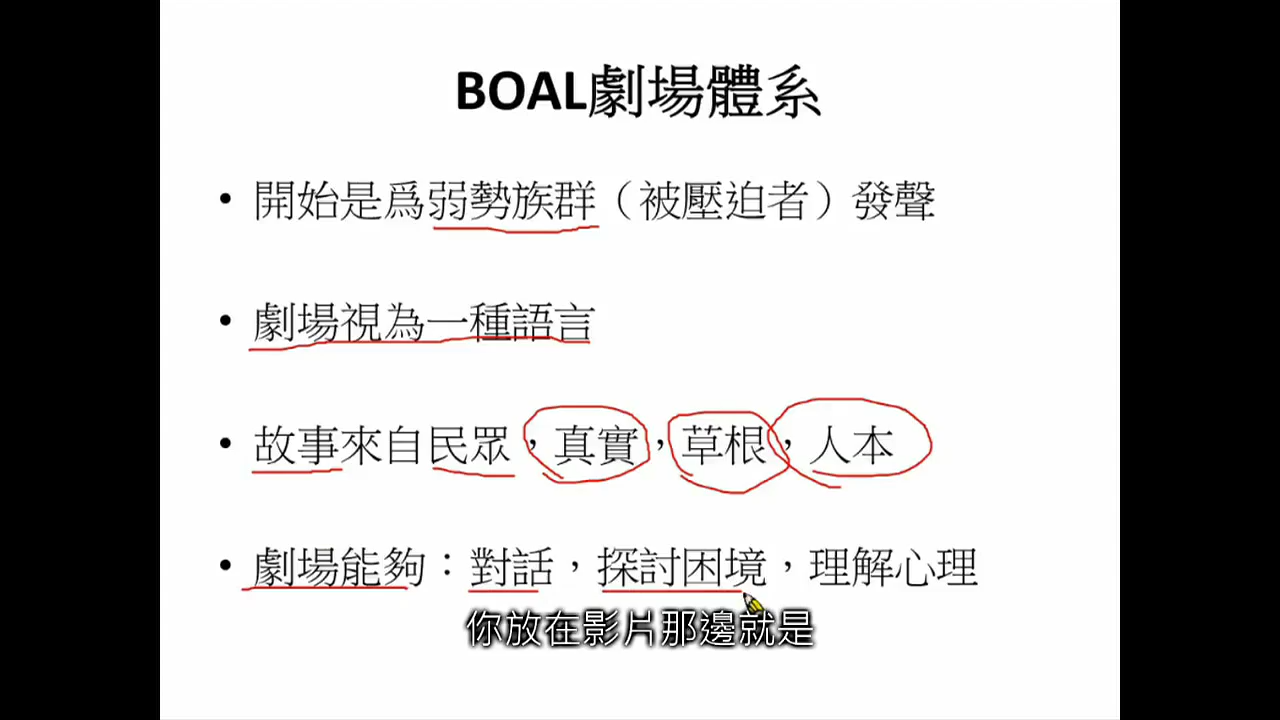 BOAL劇場體系
• 開始是爲弱勢族群（被壓迫者）發聲
• 劇場視為一種語言
• 故事來自民眾，真實，草根，人本
• 劇場能夠：對話，探討困境，理解心理
你放在影片那邊就是